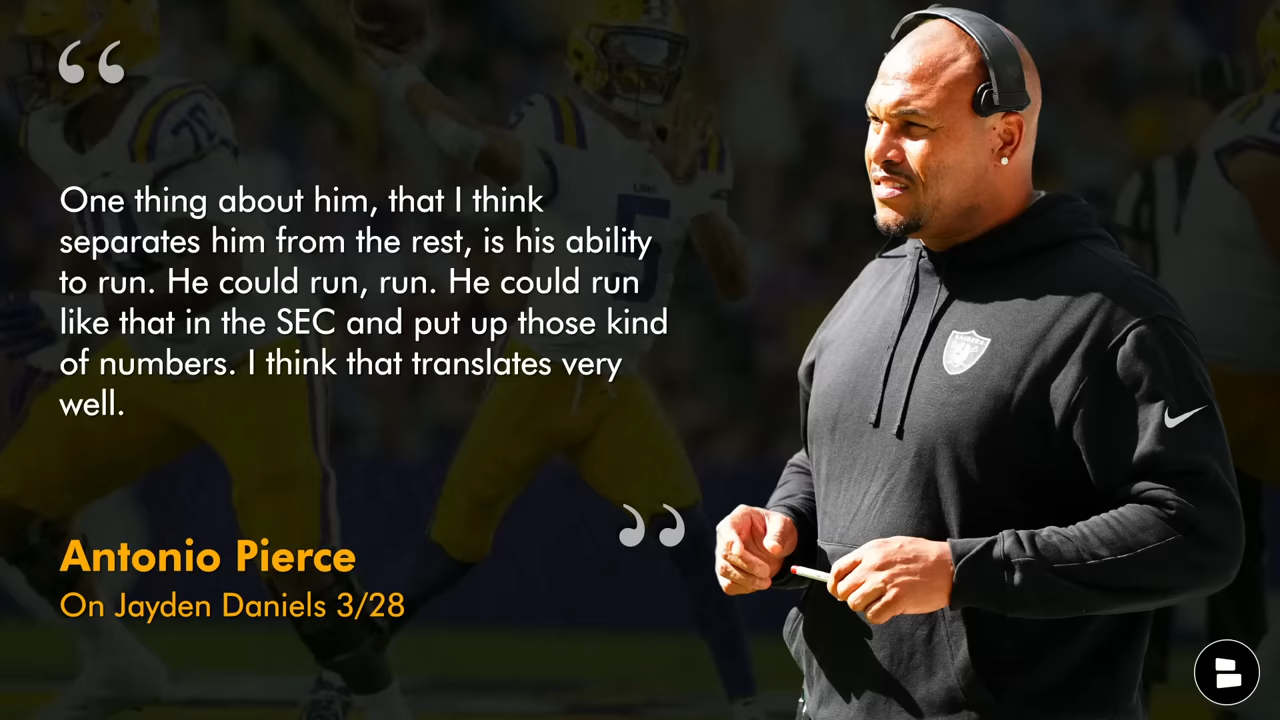 “
One thing about him, that I think
separates him from the rest, is his ability
to run. He could run, run. He could run
like that in the SEC and put up those kind
of numbers. I think that translates very
well.
”
Antonio Pierce
On Jayden Daniels 3/28
RAIDERS
5